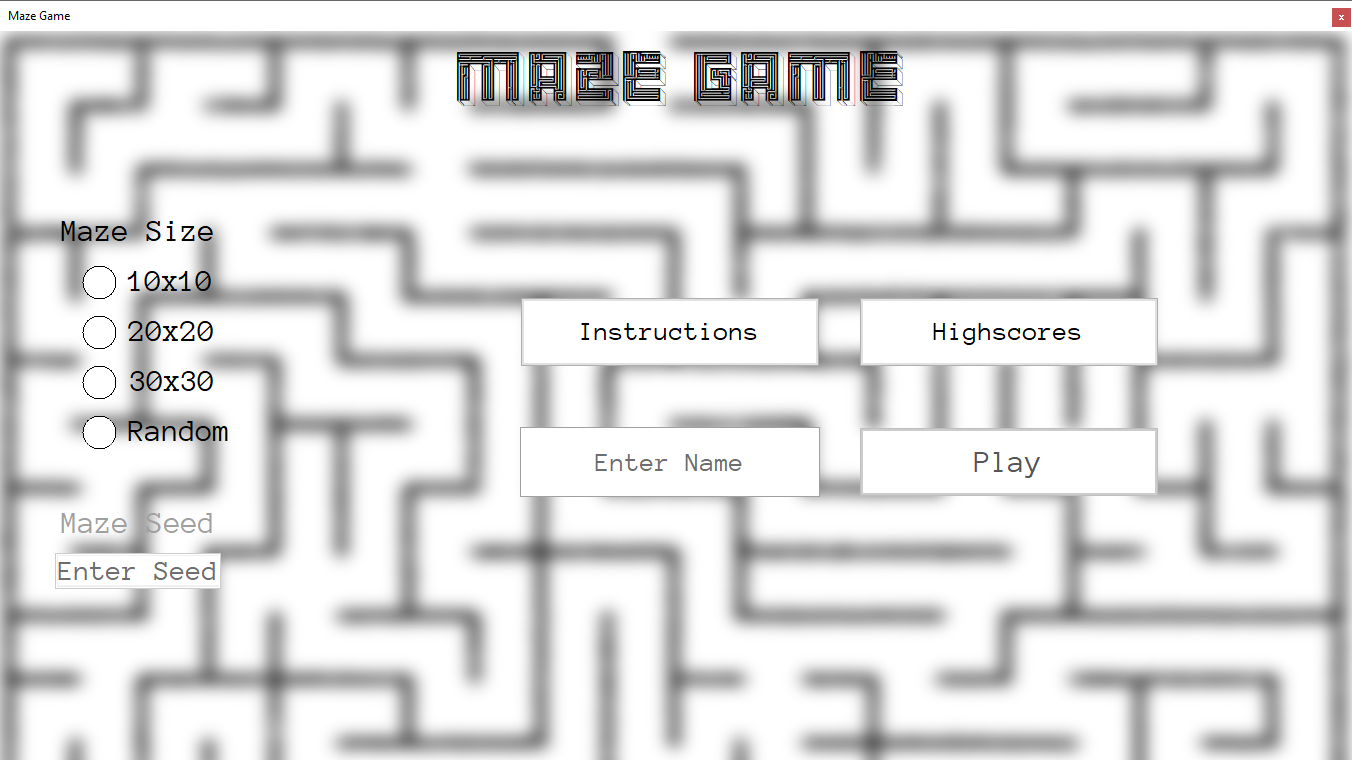 Maze Game
x
MAZE GAME
Maze Size
10x10
20x20
30x30
Random
Instructions
Highscores
Enter Name
Play
Maze Seed
Enter Seed